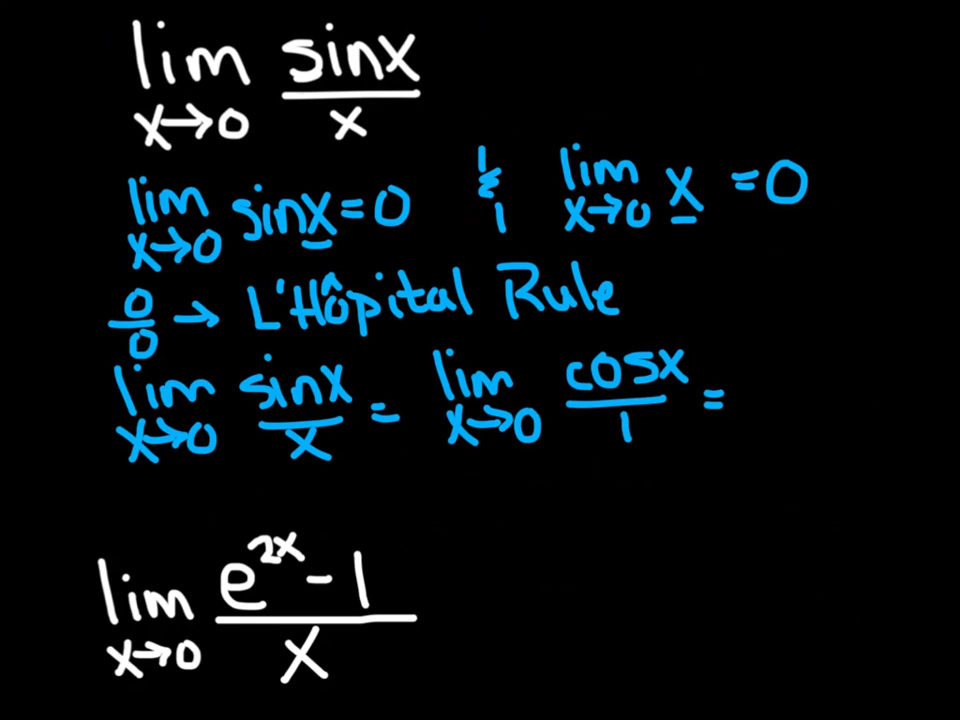 lim x→0 sinx/x
lim x→0 sinx = 0 & lim x→0 x = 0
0/0 → L'Hôpital Rule
lim x→0 sinx/x = lim x→0 cosx/1 =
lim x→0 (e^2x - 1)/x